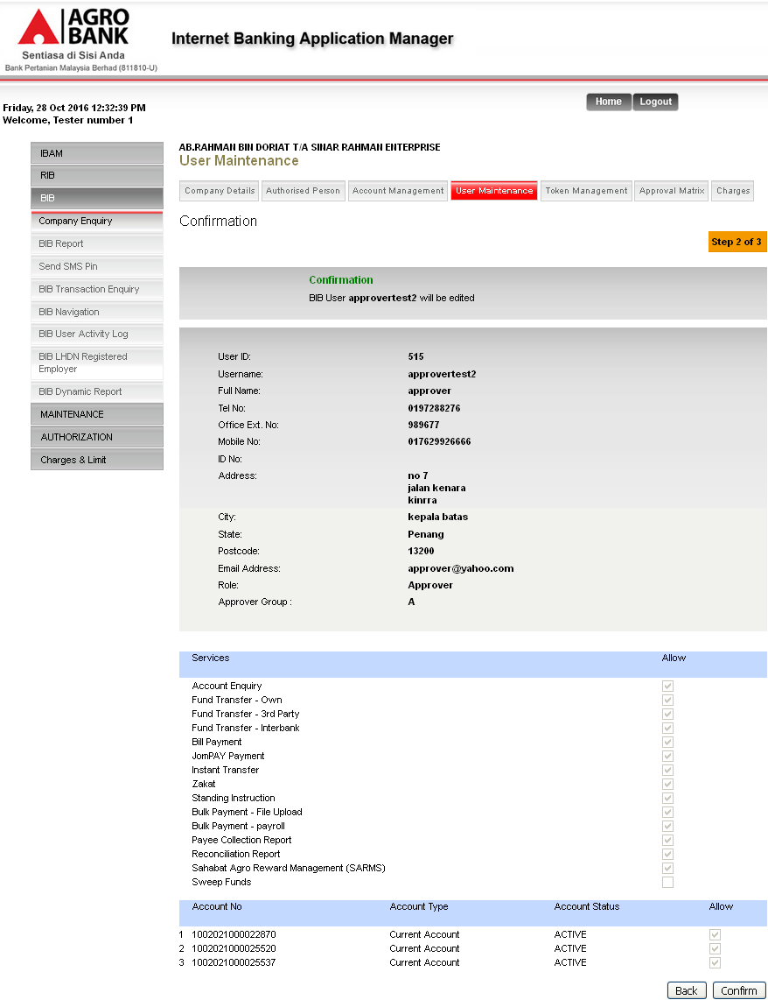 AGRO
BANK
Sentiasa di Sisi Anda
Bank Pertanian Malaysia Berhad (811810-U)
Internet Banking Application Manager
Friday, 28 Oct 2016 12:32:39 PM
Welcome, Tester number 1
Home Logout
IBAM
RIB
BIB
Company Enquiry
BIB Report
Send SMS Pin
BIB Transaction Enquiry
BIB Navigation
BIB User Activity Log
BIB LHDN Registered
Employer
BIB Dynamic Report
MAINTENANCE
AUTHORIZATION
Charges & Limit
AB.RAHMAN BIN DORIAT T/A SINAR RAHMAN ENTERPRISE
User Maintenance
Company Details Authorised Person Account Management User Maintenance Token Management Approval Matrix Charges
Confirmation
Step 2 of 3
Confirmation
BIB User approvertest2 will be edited
User ID: 515
Username: approvertest2
Full Name: approver
Tel No: 0197288276
Office Ext. No: 989677
Mobile No: 017629926666
ID No:
Address: no 7
jalan kenara
kinrra
City: kepala batas
State: Penang
Postcode: 13200
Email Address: approver@yahoo.com
Role: Approver
Approver Group : A
Services Allow
Account Enquiry
Fund Transfer - Own
Fund Transfer - 3rd Party
Fund Transfer - Interbank
Bill Payment
JomPAY Payment
Instant Transfer
Zakat
Standing Instruction
Bulk Payment - File Upload
Bulk Payment - payroll
Payee Collection Report
Reconciliation Report
Sahabat Agro Reward Management (SARMS)
Sweep Funds
Account No Account Type Account Status Allow
1 1002021000022870 Current Account ACTIVE
2 1002021000025520 Current Account ACTIVE
3 1002021000025537 Current Account ACTIVE
Back Confirm